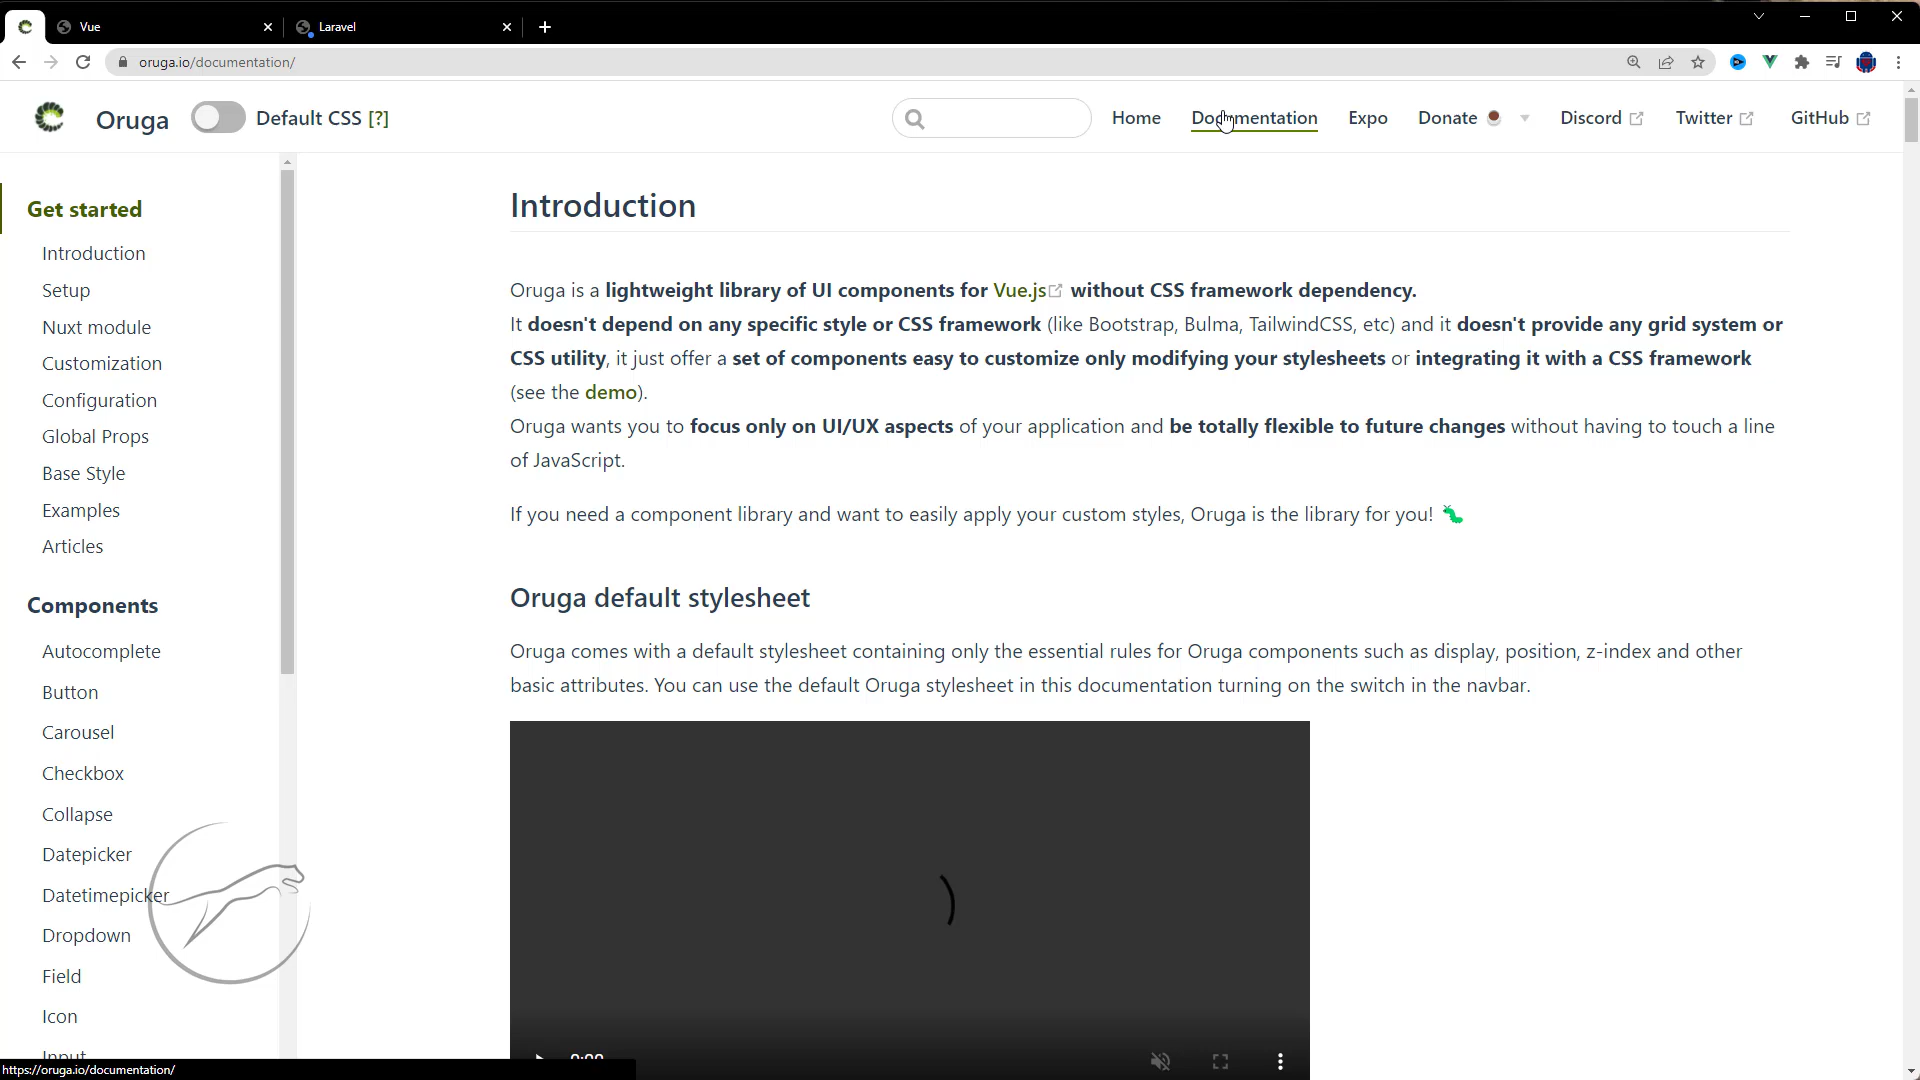 Vue
Laravel
oruga.io/documentation/
Oruga
Default CSS [?]
Home
Documentation
Expo
Donate
Discord
Twitter
GitHub
Get started
Introduction
Setup
Nuxt module
Customization
Configuration
Global Props
Base Style
Examples
Articles
Components
Autocomplete
Button
Carousel
Checkbox
Collapse
Datepicker
Datetimepicker
Dropdown
Field
Icon
Input
Introduction
Oruga is a lightweight library of UI components for Vue.js without CSS framework dependency.
It doesn't depend on any specific style or CSS framework (like Bootstrap, Bulma, TailwindCSS, etc) and it doesn't provide any grid system or
CSS utility, it just offer a set of components easy to customize only modifying your stylesheets or integrating it with a CSS framework
(see the demo).
Oruga wants you to focus only on UI/UX aspects of your application and be totally flexible to future changes without having to touch a line
of JavaScript.
If you need a component library and want to easily apply your custom styles, Oruga is the library for you! 🐛
Oruga default stylesheet
Oruga comes with a default stylesheet containing only the essential rules for Oruga components such as display, position, z-index and other
basic attributes. You can use the default Oruga stylesheet in this documentation turning on the switch in the navbar.
0:00
https://oruga.io/documentation/